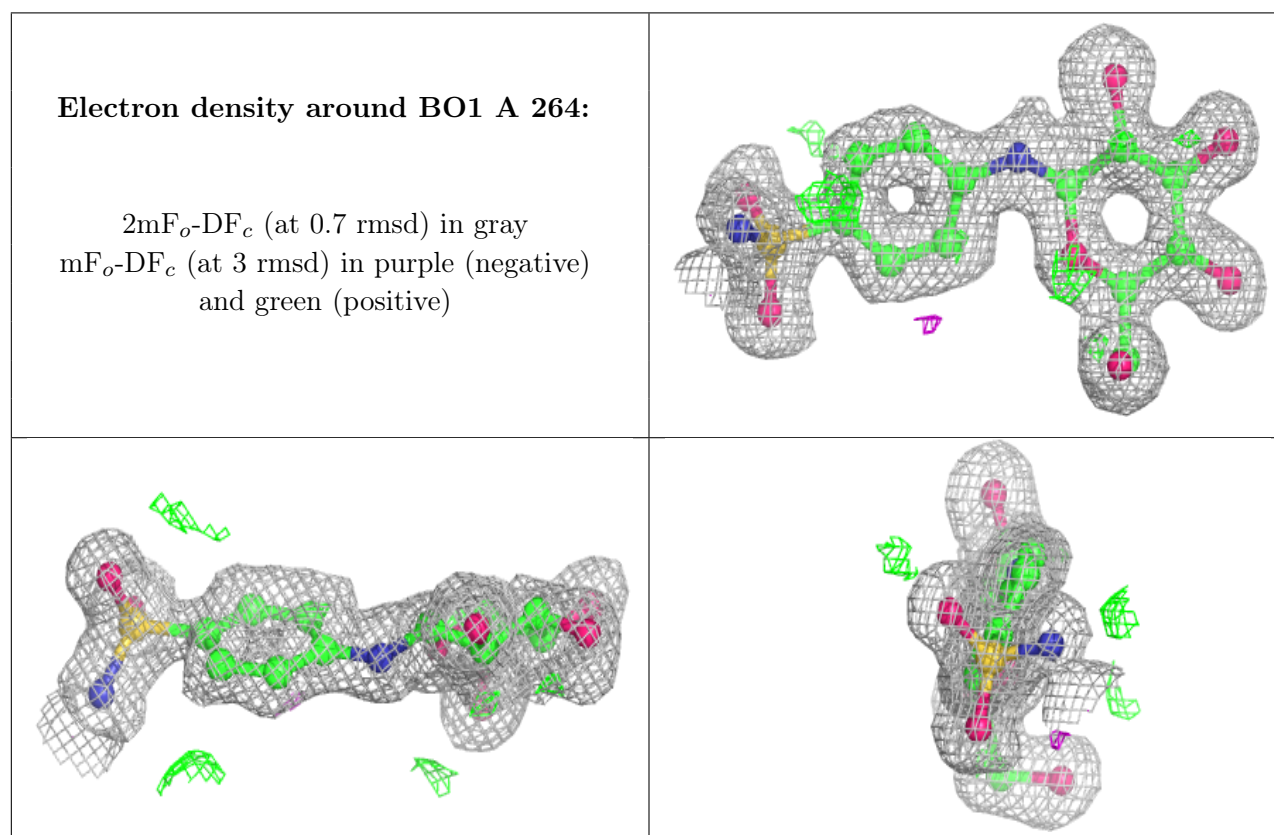 Electron density around BO1 A 264:
2mFo-DFc (at 0.7 rmsd) in gray
mFo-DFc (at 3 rmsd) in purple (negative)
and green (positive)